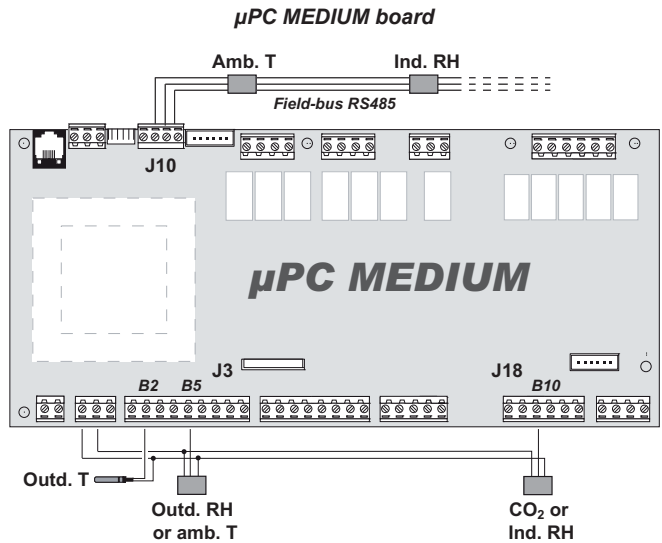 µPC MEDIUM board
Amb. T
Ind. RH
Field-bus RS485
J10
µPC MEDIUM
J3
J18
B2
B5
B10
Outd. T
Outd. RH
or amb. T
CO₂ or
Ind. RH